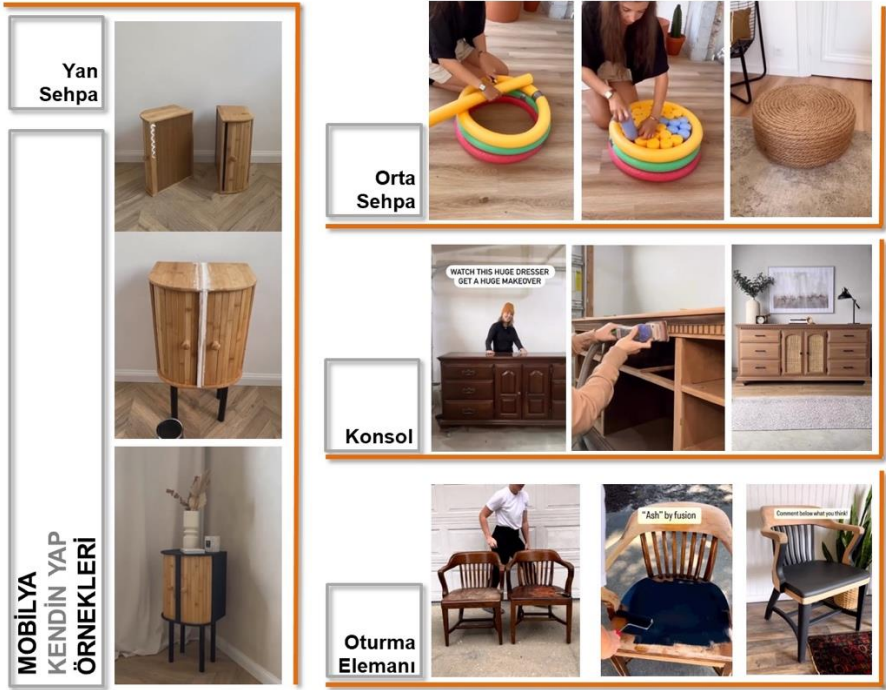 Yan
Sehpa
MOBİLYA
KENDİN YAP
ÖRNEKLERİ
Orta
Sehpa
WATCH THIS HUGE DRESSER
GET A HUGE MAKEOVER
Konsol
"Ash" by fusion
Comment below what you think!
Oturma
Elemanı